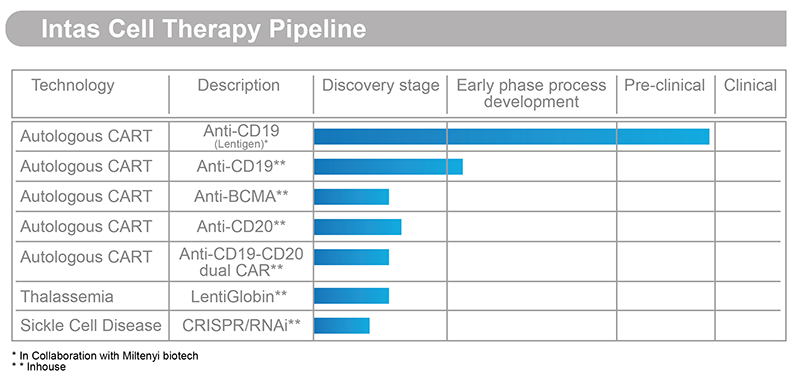 Intas Cell Therapy Pipeline
Technology Description Discovery stage Early phase process development Pre-clinical Clinical
Autologous CART Anti-CD19 (Lentigen)*
Autologous CART Anti-CD19**
Autologous CART Anti-BCMA**
Autologous CART Anti-CD20**
Autologous CART Anti-CD19-CD20 dual CAR**
Thalassemia LentiGlobin**
Sickle Cell Disease CRISPR/RNAi**
* In Collaboration with Miltenyi biotech
* * Inhouse